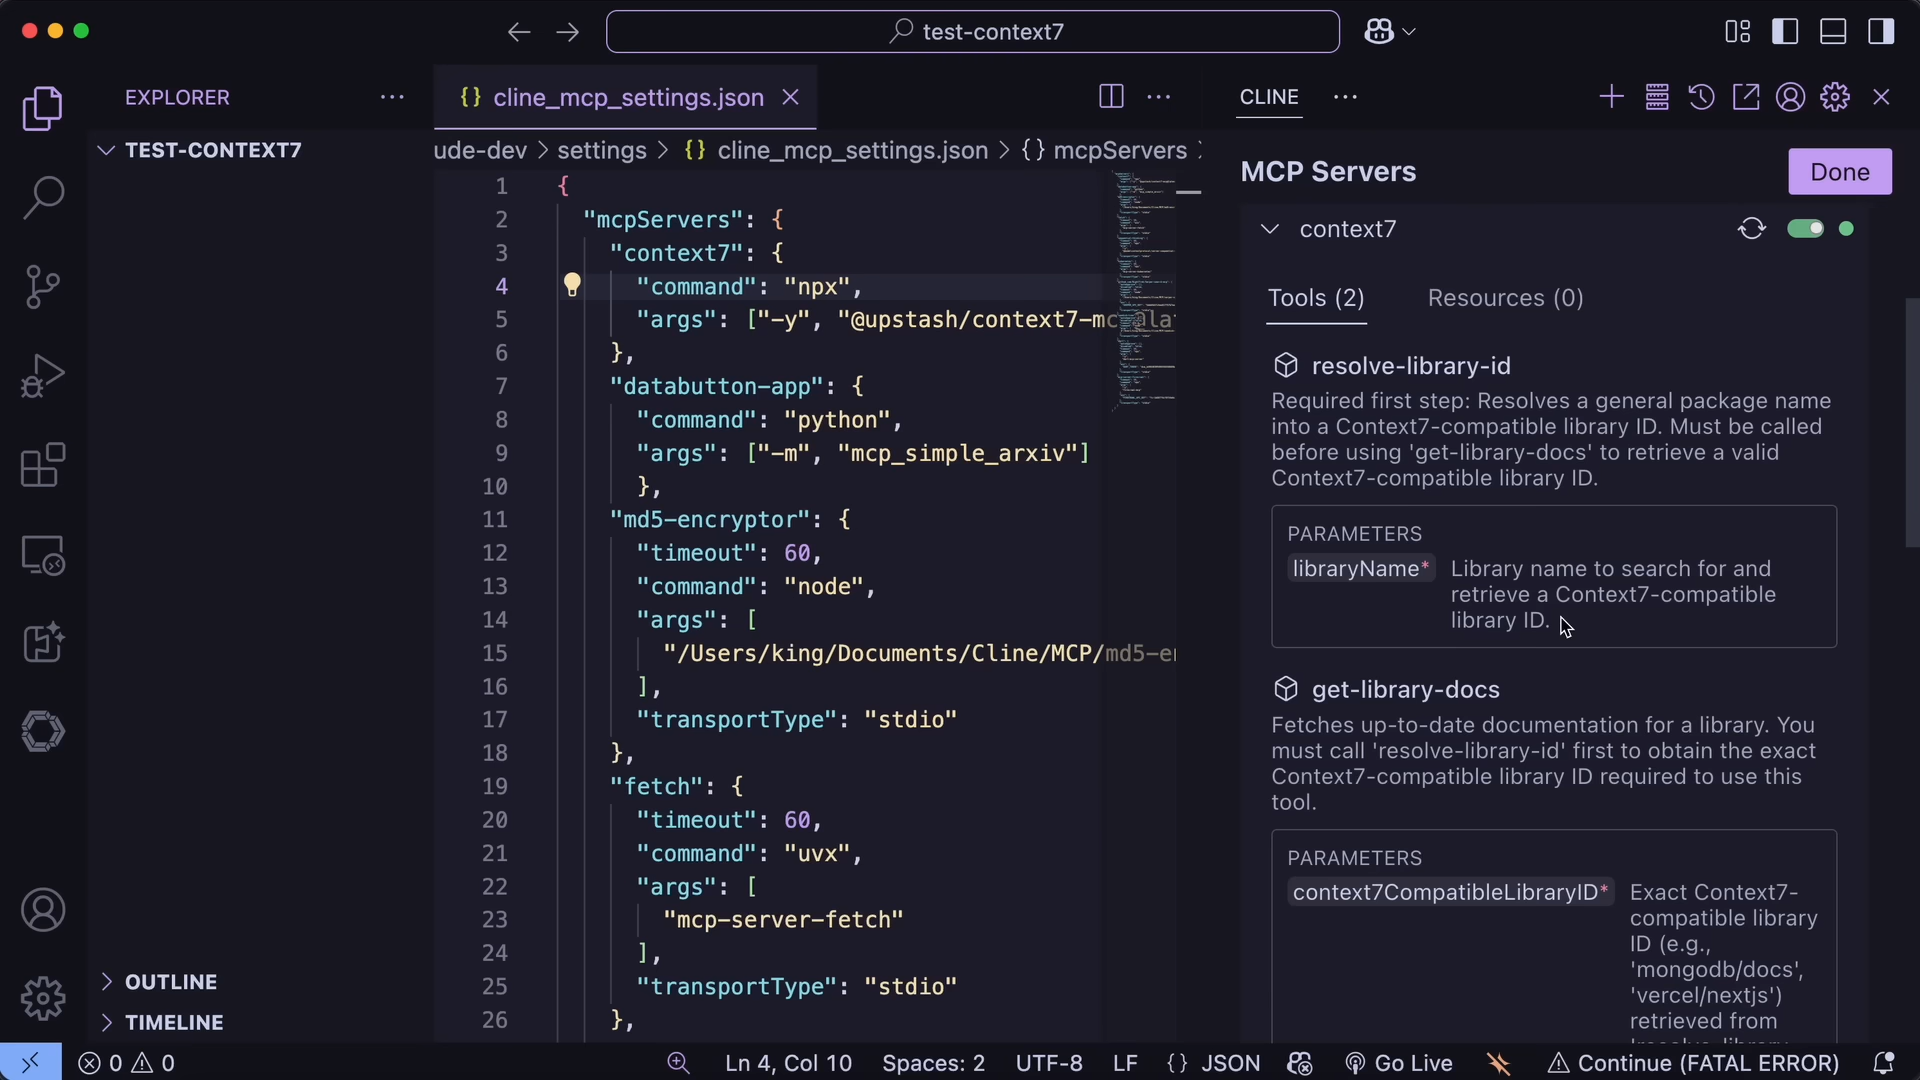 test-context7
EXPLORER
TEST-CONTEXT7
OUTLINE
TIMELINE
{} cline_mcp_settings.json
ude-dev > settings > {} cline_mcp_settings.json > {} mcpServers >
1 {
2 "mcpServers": {
3 "context7": {
4 "command": "npx",
5 "args": ["-y", "@upstash/context7-mcp@lat
6 },
7 "databutton-app": {
8 "command": "python",
9 "args": ["-m", "mcp_simple_arxiv"]
10 },
11 "md5-encryptor": {
12 "timeout": 60,
13 "command": "node",
14 "args": [
15 "/Users/king/Documents/Cline/MCP/md5-en
16 ],
17 "transportType": "stdio"
18 },
19 "fetch": {
20 "timeout": 60,
21 "command": "uvx",
22 "args": [
23 "mcp-server-fetch"
24 ],
25 "transportType": "stdio"
26 },
CLINE
MCP Servers
Done
context7
Tools (2) Resources (0)
resolve-library-id
Required first step: Resolves a general package name
into a Context7-compatible library ID. Must be called
before using 'get-library-docs' to retrieve a valid
Context7-compatible library ID.
PARAMETERS
libraryName* Library name to search for and
retrieve a Context7-compatible
library ID.
get-library-docs
Fetches up-to-date documentation for a library. You
must call 'resolve-library-id' first to obtain the exact
Context7-compatible library ID required to use this
tool.
PARAMETERS
context7CompatibleLibraryID* Exact Context7-
compatible library
ID (e.g.,
'mongodb/docs',
'vercel/nextjs')
retrieved from
0 0
Ln 4, Col 10 Spaces: 2 UTF-8 LF {} JSON Go Live Continue (FATAL ERROR)